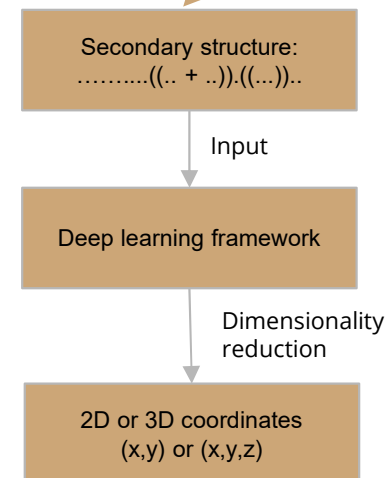 Secondary structure:
……....((.. + ..)).((...))..
Input
Deep learning framework
Dimensionality
reduction
2D or 3D coordinates
(x,y) or (x,y,z)